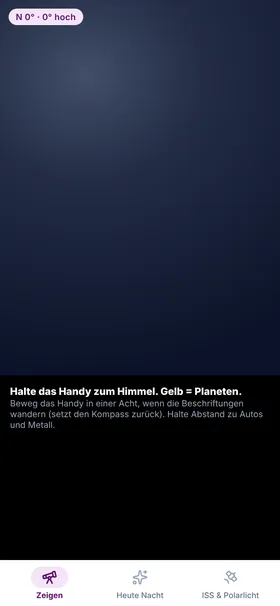 N 0° · 0° hoch
Halte das Handy zum Himmel. Gelb = Planeten.
Beweg das Handy in einer Acht, wenn die Beschriftungen
wandern (setzt den Kompass zurück). Halte Abstand zu Autos
und Metall.
Zeigen
Heute Nacht
ISS & Polarlicht